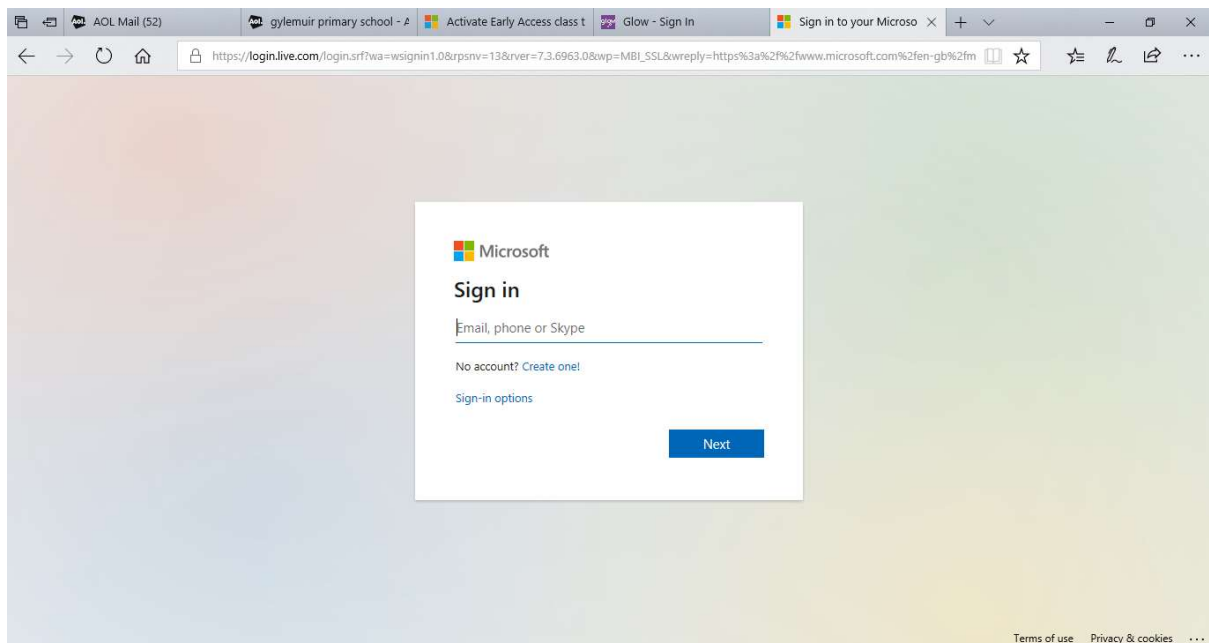 AOL Mail (52)
gylemuir primary school - A
Activate Early Access class t
Glow - Sign In
Sign in to your Microso
https://login.live.com/login.srf?wa=wsignin1.0&rpsnv=13&rver=7.3.6963.0&wp=MBI_SSL&wreply=https%3a%2f%2fwww.microsoft.com%2fen-gb%2fm
Microsoft
Sign in
Email, phone or Skype
No account? Create one!
Sign-in options
Next
Terms of use Privacy & cookies ...